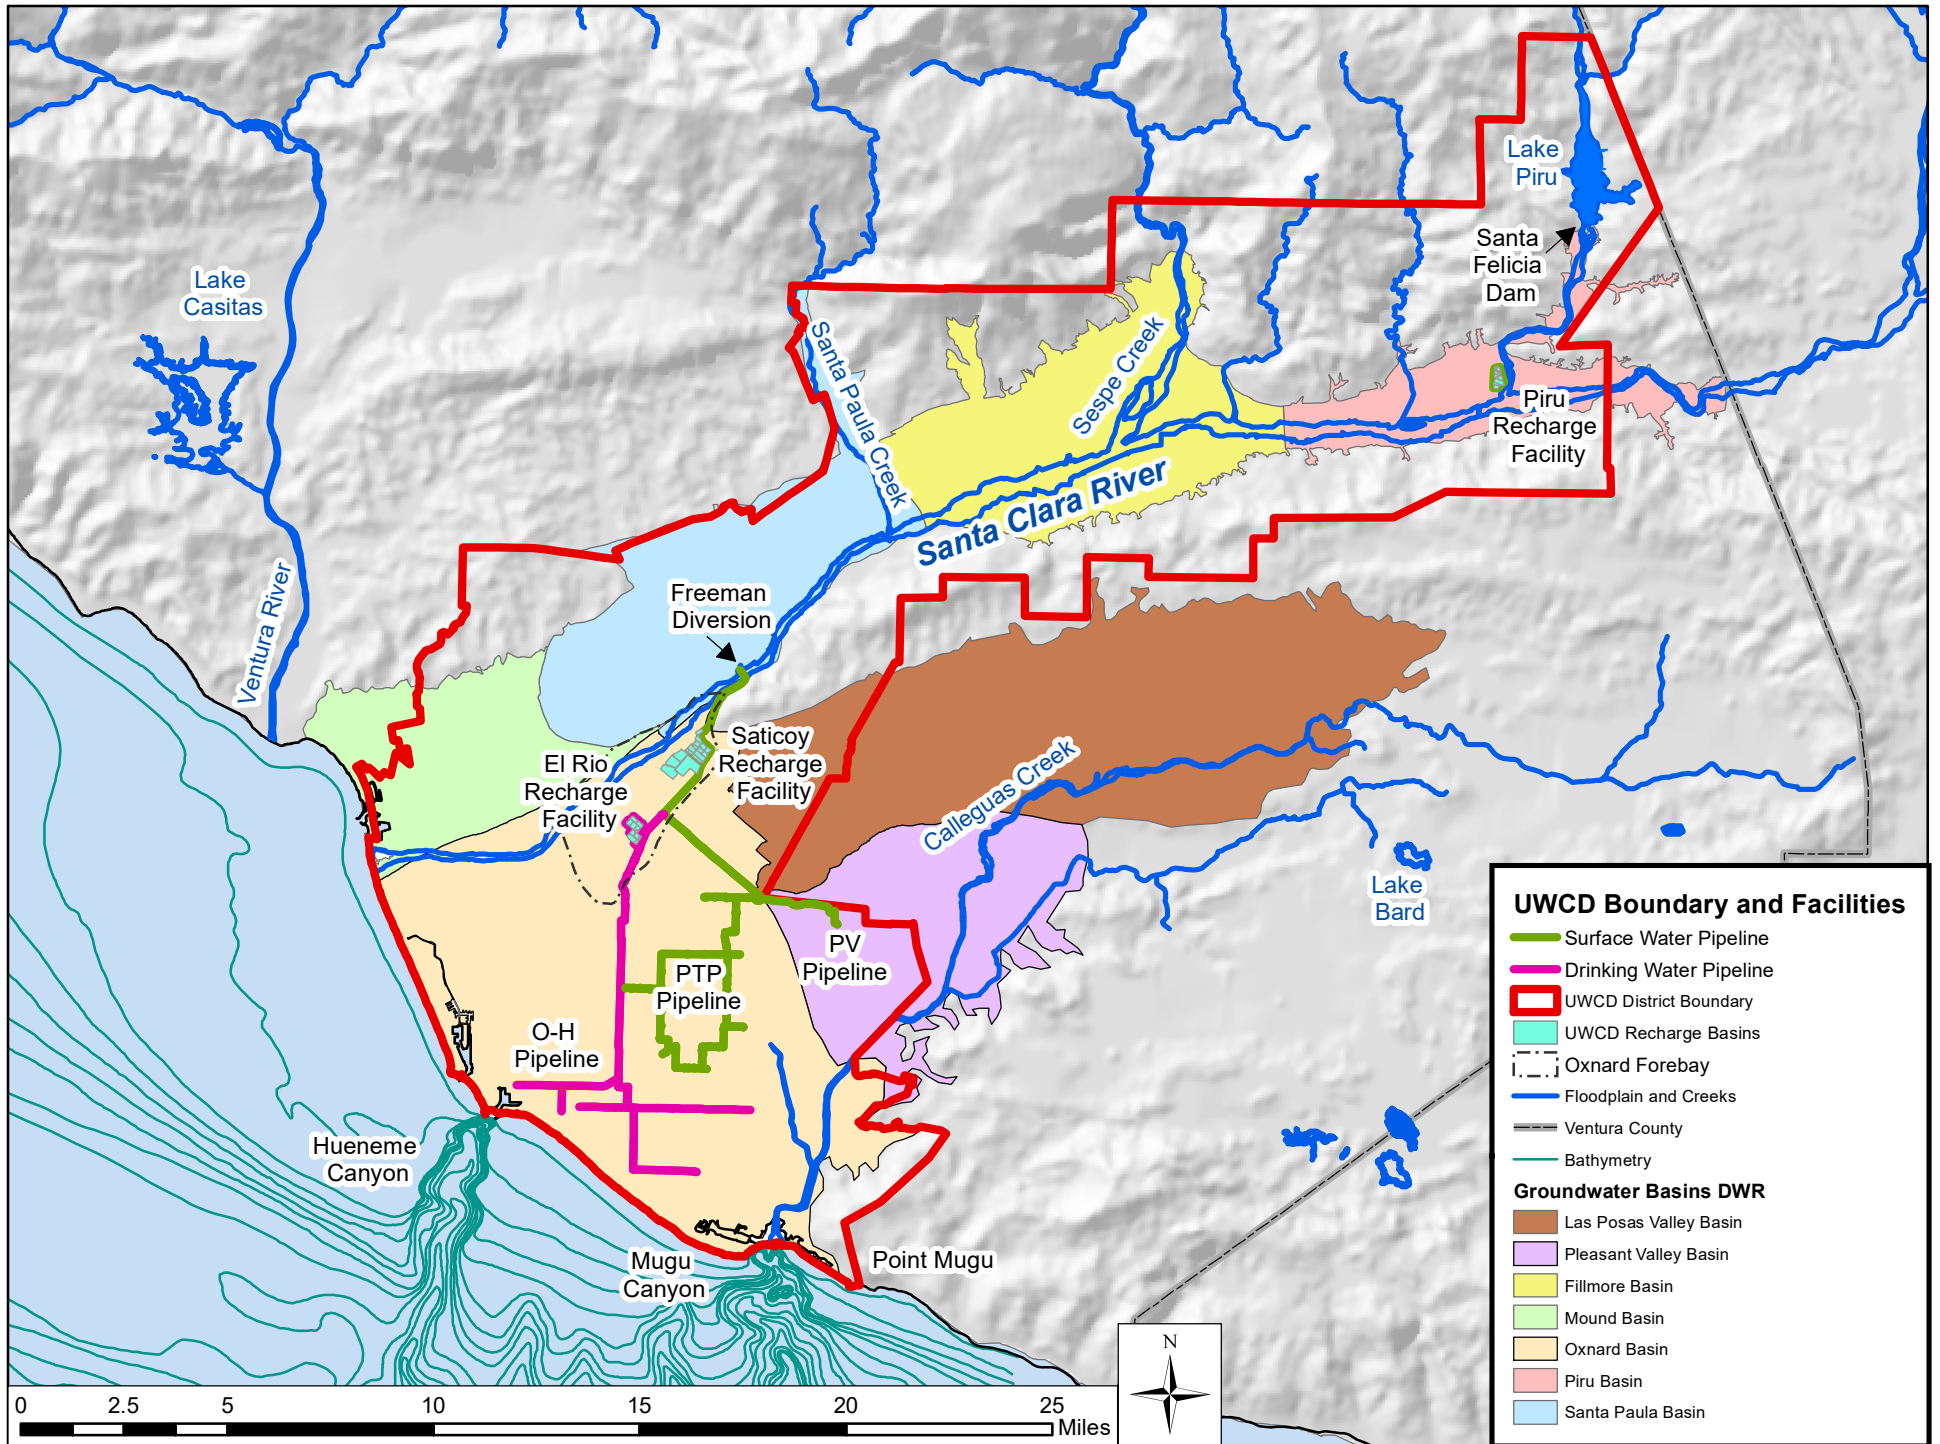 Lake
Piru
Santa
Felicia
Dam
Lake
Casitas
Santa Paula Creek
Sespe Creek
Piru
Recharge
Facility
Santa Clara River
Ventura River
Freeman
Diversion
Saticoy
Recharge
Facility
El Rio
Recharge
Facility
Calleguas Creek
Lake
Bard
PV
Pipeline
PTP
Pipeline
O-H
Pipeline
Hueneme
Canyon
Mugu
Canyon
Point Mugu
UWCD Boundary and Facilities
Surface Water Pipeline
Drinking Water Pipeline
UWCD District Boundary
UWCD Recharge Basins
Oxnard Forebay
Floodplain and Creeks
Ventura County
Bathymetry
Groundwater Basins DWR
Las Posas Valley Basin
Pleasant Valley Basin
Fillmore Basin
Mound Basin
Oxnard Basin
Piru Basin
Santa Paula Basin
N
0 2.5 5 10 15 20 25
Miles